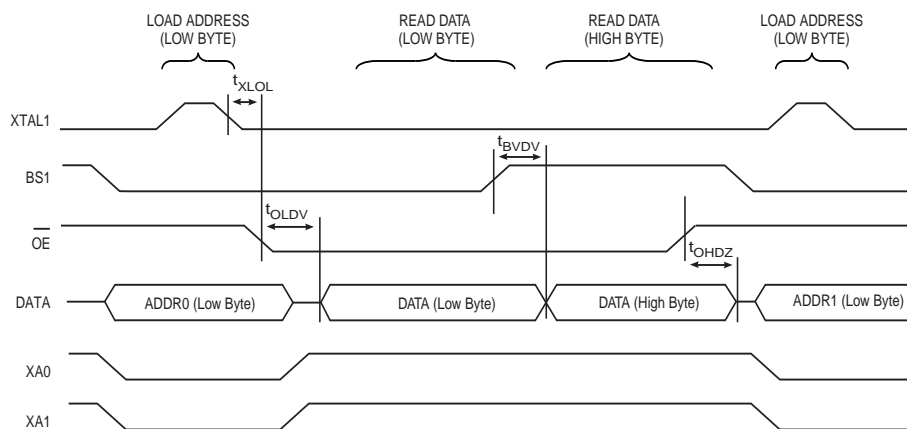 LOAD ADDRESS
(LOW BYTE)
READ DATA
(LOW BYTE)
READ DATA
(HIGH BYTE)
LOAD ADDRESS
(LOW BYTE)
tXLOL
XTAL1
tBVDV
BS1
tOLDV
OE
tOHDZ
DATA
ADDR0 (Low Byte)
DATA (Low Byte)
DATA (High Byte)
ADDR1 (Low Byte)
XA0
XA1